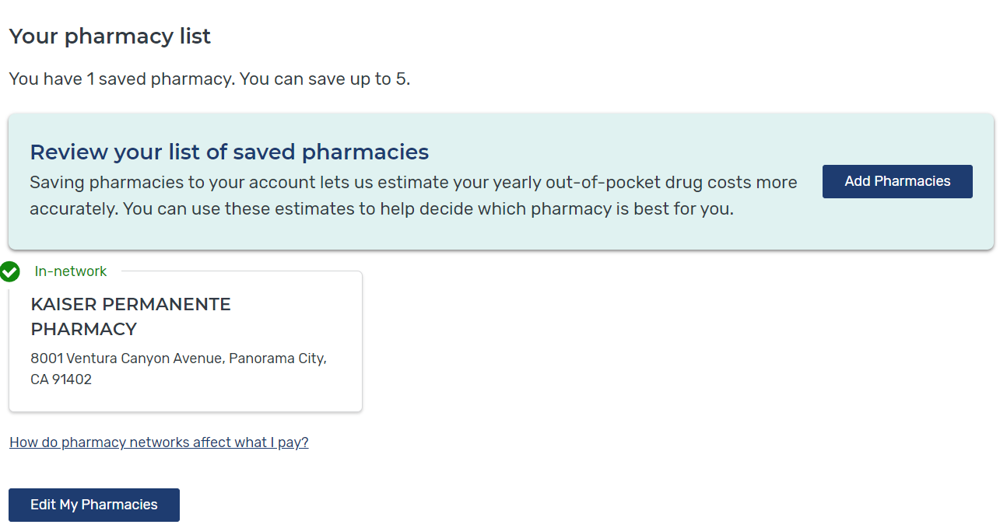 Your pharmacy list
You have 1 saved pharmacy. You can save up to 5.
Review your list of saved pharmacies
Saving pharmacies to your account lets us estimate your yearly out-of-pocket drug costs more
accurately. You can use these estimates to help decide which pharmacy is best for you.
Add Pharmacies
In-network
KAISER PERMANENTE
PHARMACY
8001 Ventura Canyon Avenue, Panorama City,
CA 91402
How do pharmacy networks affect what I pay?
Edit My Pharmacies